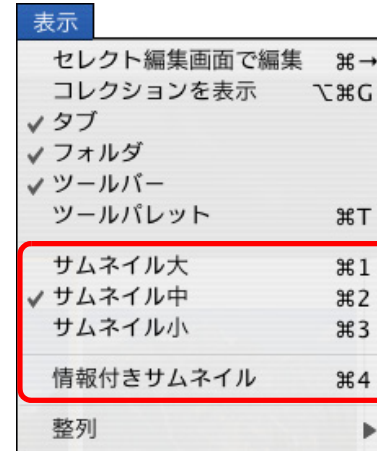 表示
セレクト編集画面で編集 ⌘→
コレクションを表示 ⌥⌘G
✓ タブ
✓ フォルダ
✓ ツールバー
ツールパレット ⌘T
サムネイル大 ⌘1
✓ サムネイル中 ⌘2
サムネイル小 ⌘3
情報付きサムネイル ⌘4
整列 ▶